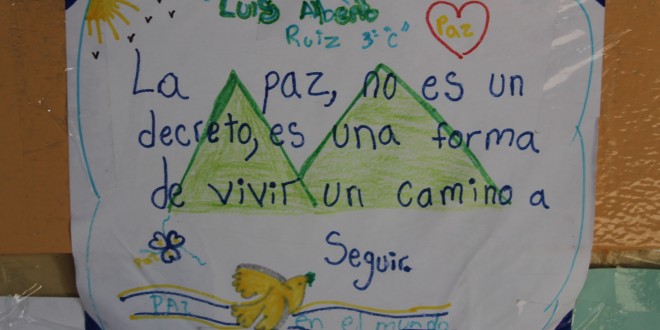 Luis Alberto
Ruiz 3° "C"
Paz
La paz, no es un
decreto, es una forma
de vivir un camino a
Seguir.
PAZ
en el mundo